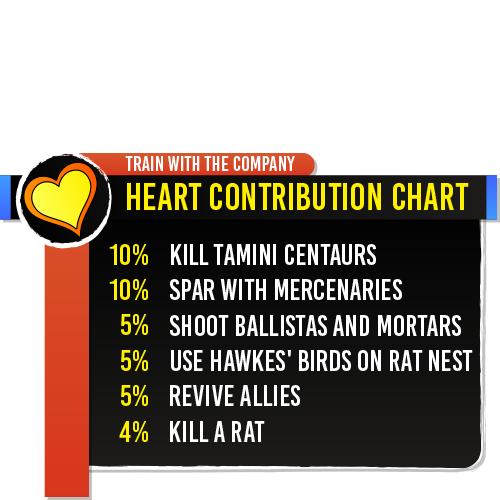 TRAIN WITH THE COMPANY
HEART CONTRIBUTION CHART
10% KILL TAMINI CENTAURS
10% SPAR WITH MERCENARIES
5% SHOOT BALLISTAS AND MORTARS
5% USE HAWKES' BIRDS ON RAT NEST
5% REVIVE ALLIES
4% KILL A RAT